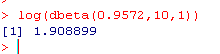 > log(dbeta(0.9572,10,1))
[1] 1.908899
>